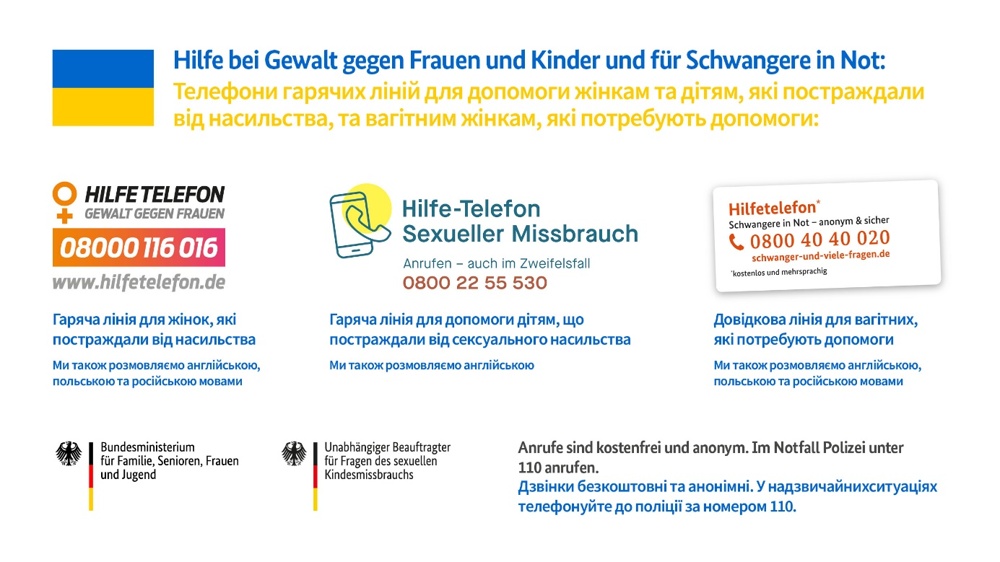 Hilfe bei Gewalt gegen Frauen und Kinder und für Schwangere in Not:
Телефони гарячих ліній для допомоги жінкам та дітям, які постраждали
від насильства, та вагітним жінкам, які потребують допомоги:
HILFETELEFON
GEWALT GEGEN FRAUEN
08000 116 016
www.hilfetelefon.de
Гаряча лінія для жінок, які
постраждали від насильства
Ми також розмовляємо англійською,
польською та російською мовами
Hilfe-Telefon
Sexueller Missbrauch
Anrufen – auch im Zweifelsfall
0800 22 55 530
Гаряча лінія для допомоги дітям, що
постраждали від сексуального насильства
Ми також розмовляємо англійською
Hilfetelefon*
Schwangere in Not – anonym & sicher
0800 40 40 020
schwanger-und-viele-fragen.de
*kostenlos und mehrsprachig
Довідкова лінія для вагітних,
які потребують допомоги
Ми також розмовляємо англійською,
польською та російською мовами
Bundesministerium
für Familie, Senioren, Frauen
und Jugend
Unabhängiger Beauftragter
für Fragen des sexuellen
Kindesmissbrauchs
Anrufe sind kostenfrei und anonym. Im Notfall Polizei unter
110 anrufen.
Дзвінки безкоштовні та анонімні. У надзвичайнихситуаціях
телефонуйте до поліції за номером 110.